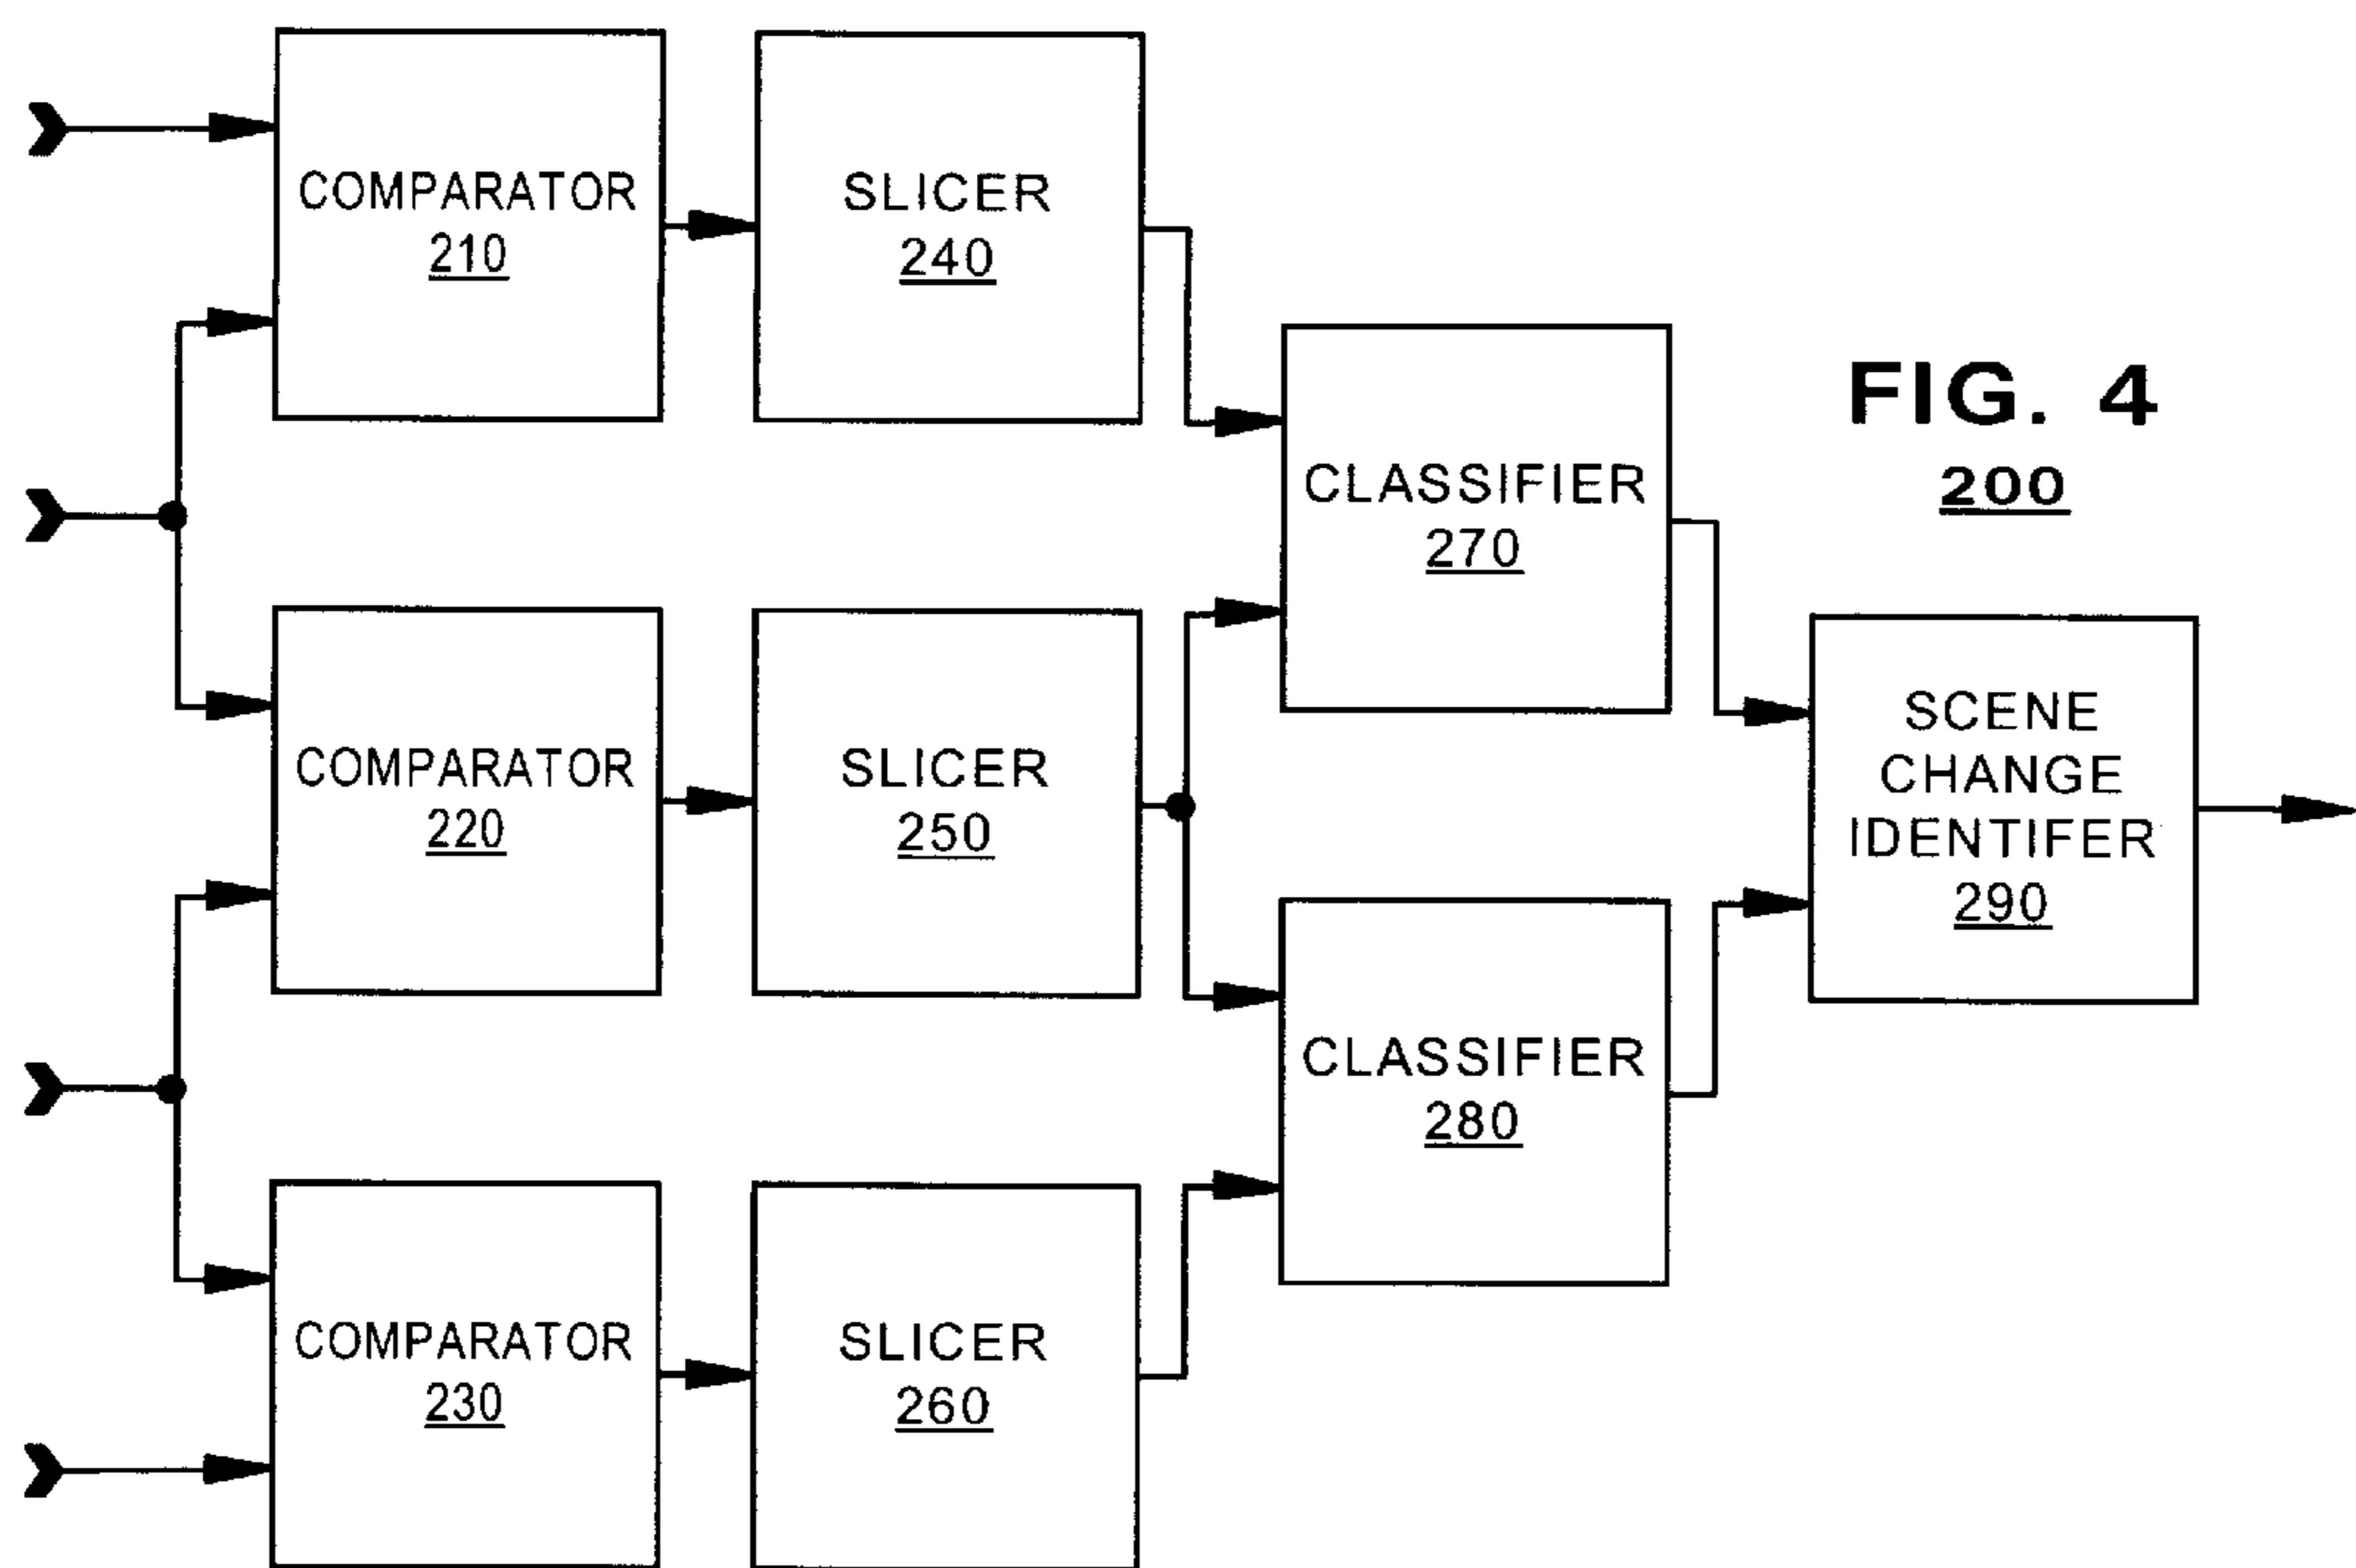 COMPARATOR
210
SLICER
240
COMPARATOR
220
SLICER
250
COMPARATOR
230
SLICER
260
CLASSIFIER
270
CLASSIFIER
280
FIG. 4
200
SCENE
CHANGE
IDENTIFER
290